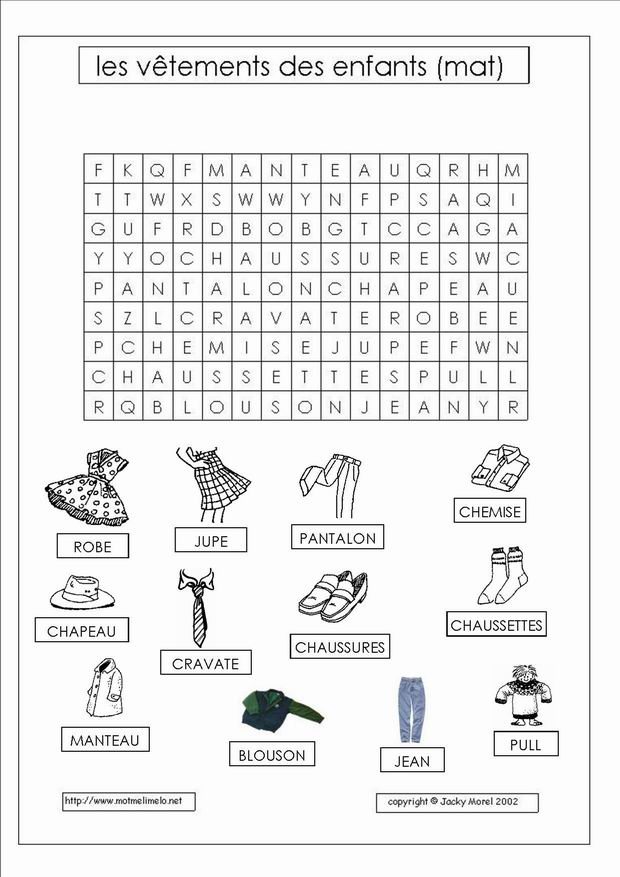 les vêtements des enfants (mat)
F K Q F M A N T E A U Q R H M
T T W X S W W Y N F P S A Q I
G U F R D B O B G T C C A G A
Y Y O C H A U S S U R E S W C
P A N T A L O N C H A P E A U
S Z L C R A V A T E R O B E E
P C H E M I S E J U P E F W N
C H A U S S E T T E S P U L L
R Q B L O U S O N J E A N Y R
ROBE
JUPE
PANTALON
CHEMISE
CHAPEAU
CRAVATE
CHAUSSURES
CHAUSSETTES
MANTEAU
BLOUSON
JEAN
PULL
http://www.motmelimelo.net
copyright © Jacky Morel 2002